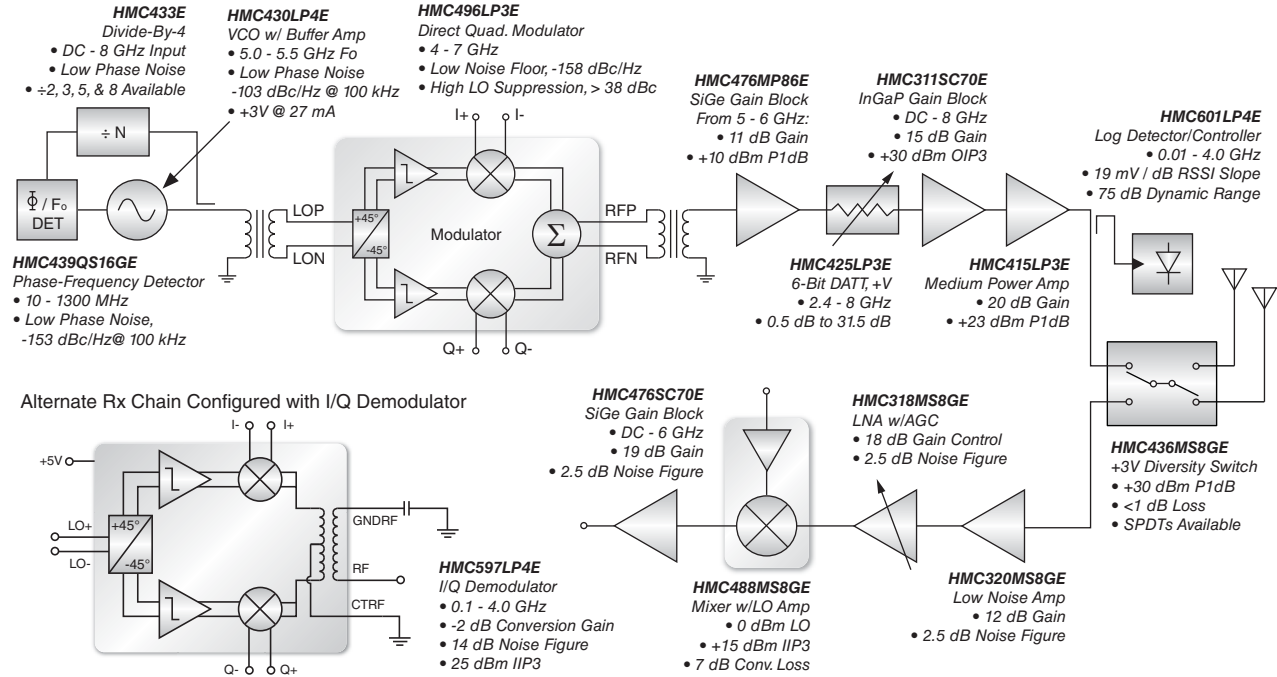 HMC433E
Divide-By-4
• DC - 8 GHz Input
• Low Phase Noise
• ÷2, 3, 5, & 8 Available
HMC430LP4E
VCO w/ Buffer Amp
• 5.0 - 5.5 GHz Fo
• Low Phase Noise
-103 dBc/Hz @ 100 kHz
• +3V @ 27 mA
HMC496LP3E
Direct Quad. Modulator
• 4 - 7 GHz
• Low Noise Floor, -158 dBc/Hz
• High LO Suppression, > 38 dBc
HMC476MP86E
SiGe Gain Block
From 5 - 6 GHz:
• 11 dB Gain
• +10 dBm P1dB
HMC311SC70E
InGaP Gain Block
• DC - 8 GHz
• 15 dB Gain
• +30 dBm OIP3
HMC601LP4E
Log Detector/Controller
• 0.01 - 4.0 GHz
• 19 mV / dB RSSI Slope
• 75 dB Dynamic Range
÷ N
Φ / Fo
DET
I+
I-
LOP
LON
+45°
-45°
Modulator
Σ
RFP
RFN
Q+
Q-
HMC439QS16GE
Phase-Frequency Detector
• 10 - 1300 MHz
• Low Phase Noise,
-153 dBc/Hz@ 100 kHz
HMC425LP3E
6-Bit DATT, +V
• 2.4 - 8 GHz
• 0.5 dB to 31.5 dB
HMC415LP3E
Medium Power Amp
• 20 dB Gain
• +23 dBm P1dB
Alternate Rx Chain Configured with I/Q Demodulator
I-
I+
+5V
LO+
LO-
+45°
-45°
GNDRF
RF
CTRF
Q-
Q+
HMC597LP4E
I/Q Demodulator
• 0.1 - 4.0 GHz
• -2 dB Conversion Gain
• 14 dB Noise Figure
• 25 dBm IIP3
HMC476SC70E
SiGe Gain Block
• DC - 6 GHz
• 19 dB Gain
• 2.5 dB Noise Figure
HMC488MS8GE
Mixer w/LO Amp
• 0 dBm LO
• +15 dBm IIP3
• 7 dB Conv. Loss
HMC318MS8GE
LNA w/AGC
• 18 dB Gain Control
• 2.5 dB Noise Figure
HMC320MS8GE
Low Noise Amp
• 12 dB Gain
• 2.5 dB Noise Figure
HMC436MS8GE
+3V Diversity Switch
• +30 dBm P1dB
• <1 dB Loss
• SPDTs Available